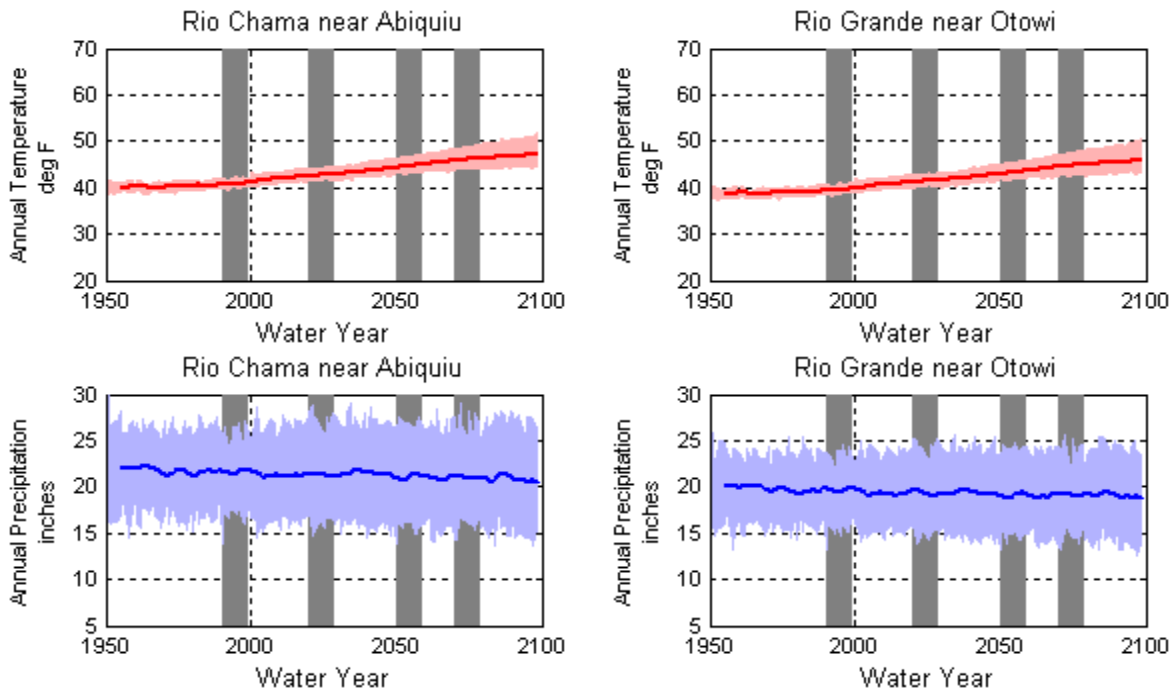 Rio Chama near Abiquiu
Annual Temperature
deg F
70
60
50
40
30
20
1950
2000
2050
2100
Water Year
Rio Grande near Otowi
Annual Temperature
deg F
70
60
50
40
30
20
1950
2000
2050
2100
Water Year
Rio Chama near Abiquiu
Annual Precipitation
inches
30
25
20
15
10
5
1950
2000
2050
2100
Water Year
Rio Grande near Otowi
Annual Precipitation
inches
30
25
20
15
10
5
1950
2000
2050
2100
Water Year